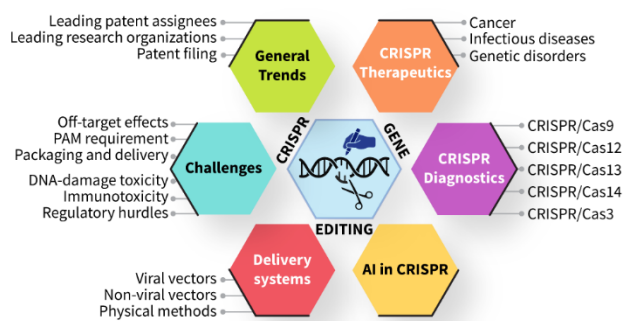 Leading patent assignees
Leading research organizations
Patent filing
General
Trends
CRISPR
Therapeutics
Cancer
Infectious diseases
Genetic disorders
Off-target effects
PAM requirement
Packaging and delivery
DNA-damage toxicity
Immunotoxicity
Regulatory hurdles
Challenges
CRISPR
GENE
EDITING
CRISPR
Diagnostics
CRISPR/Cas9
CRISPR/Cas12
CRISPR/Cas13
CRISPR/Cas14
CRISPR/Cas3
Delivery
systems
Viral vectors
Non-viral vectors
Physical methods
AI in CRISPR